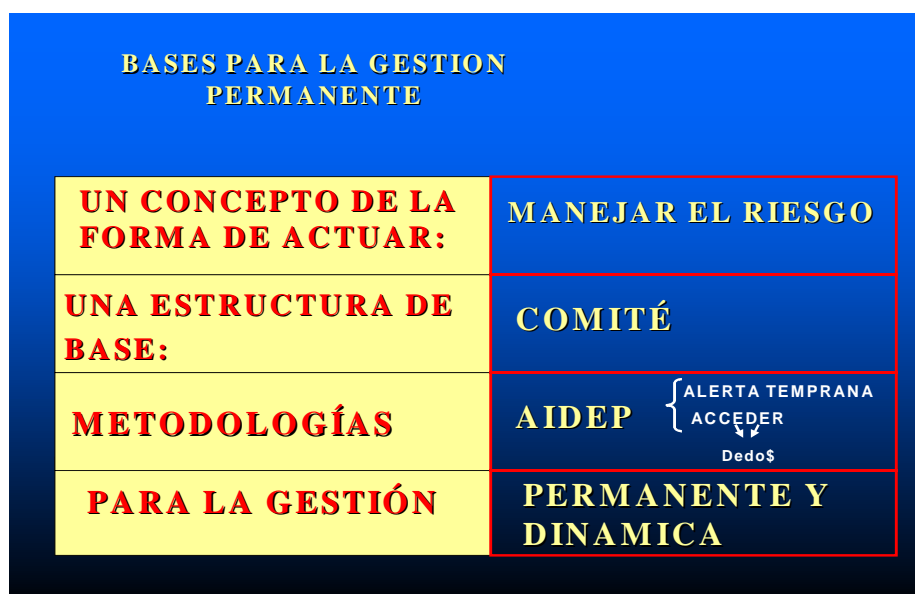 BASES PARA LA GESTION
PERMANENTE
UN CONCEPTO DE LA
FORMA DE ACTUAR:
MANEJAR EL RIESGO
UNA ESTRUCTURA DE
BASE:
COMITÉ
METODOLOGÍAS
AIDEP
ALERTA TEMPRANA
ACCEDER
Dedo$
PARA LA GESTIÓN
PERMANENTE Y
DINAMICA